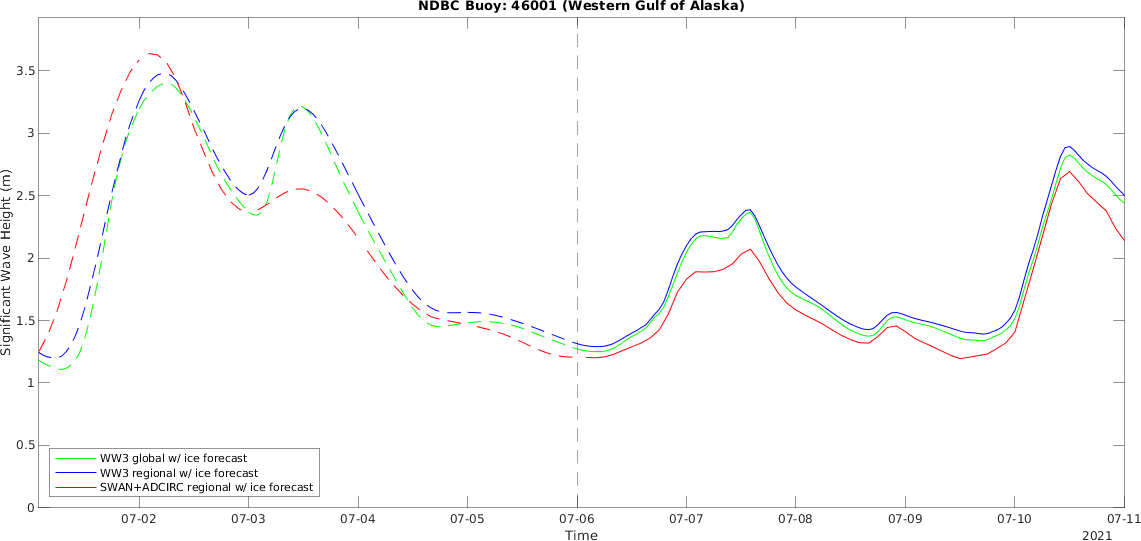 NDBC Buoy: 46001 (Western Gulf of Alaska)
Significant Wave Height (m)
3.5
3
2.5
2
1.5
1
0.5
0
WW3 global w/ ice forecast
WW3 regional w/ ice forecast
SWAN+ADCIRC regional w/ ice forecast
07-02 07-03 07-04 07-05 07-06 07-07 07-08 07-09 07-10 07-11
Time
2021